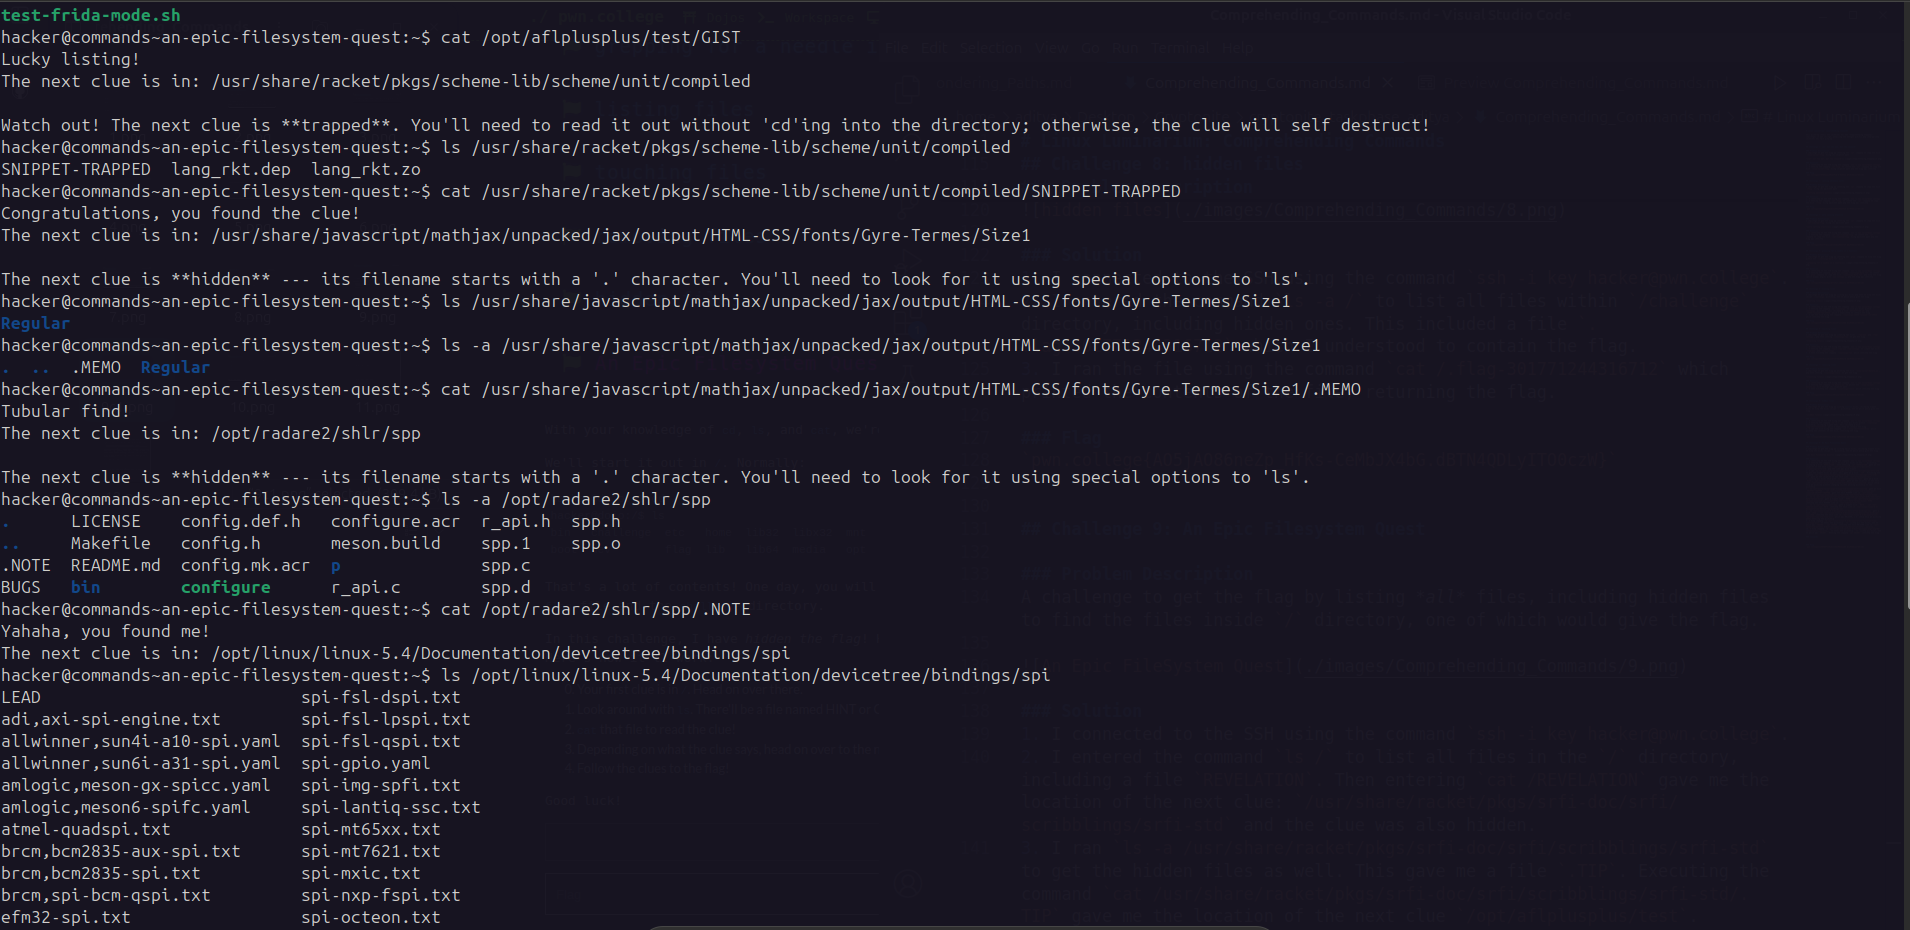 test-frida-mode.sh
hacker@commands~an-epic-filesystem-quest:~$ cat /opt/aflplusplus/test/GIST
Lucky listing!
The next clue is in: /usr/share/racket/pkgs/scheme-lib/scheme/unit/compiled
Watch out! The next clue is **trapped**. You'll need to read it out without 'cd'ing into the directory; otherwise, the clue will self destruct!
hacker@commands~an-epic-filesystem-quest:~$ ls /usr/share/racket/pkgs/scheme-lib/scheme/unit/compiled
SNIPPET-TRAPPED  lang_rkt.dep  lang_rkt.zo
hacker@commands~an-epic-filesystem-quest:~$ cat /usr/share/racket/pkgs/scheme-lib/scheme/unit/compiled/SNIPPET-TRAPPED
Congratulations, you found the clue!
The next clue is in: /usr/share/javascript/mathjax/unpacked/jax/output/HTML-CSS/fonts/Gyre-Termes/Size1
The next clue is **hidden** --- its filename starts with a '.' character. You'll need to look for it using special options to 'ls'.
hacker@commands~an-epic-filesystem-quest:~$ ls /usr/share/javascript/mathjax/unpacked/jax/output/HTML-CSS/fonts/Gyre-Termes/Size1
Regular
hacker@commands~an-epic-filesystem-quest:~$ ls -a /usr/share/javascript/mathjax/unpacked/jax/output/HTML-CSS/fonts/Gyre-Termes/Size1
.  ..  .MEMO  Regular
hacker@commands~an-epic-filesystem-quest:~$ cat /usr/share/javascript/mathjax/unpacked/jax/output/HTML-CSS/fonts/Gyre-Termes/Size1/.MEMO
Tubular find!
The next clue is in: /opt/radare2/shlr/spp
The next clue is **hidden** --- its filename starts with a '.' character. You'll need to look for it using special options to 'ls'.
hacker@commands~an-epic-filesystem-quest:~$ ls -a /opt/radare2/shlr/spp
.      LICENSE    config.def.h   configure.acr  r_api.h  spp.h
..     Makefile   config.h       meson.build    spp.1    spp.o
.NOTE  README.md  config.mk.acr  p              spp.c
BUGS   bin        configure      r_api.c        spp.d
hacker@commands~an-epic-filesystem-quest:~$ cat /opt/radare2/shlr/spp/.NOTE
Yahaha, you found me!
The next clue is in: /opt/linux/linux-5.4/Documentation/devicetree/bindings/spi
hacker@commands~an-epic-filesystem-quest:~$ ls /opt/linux/linux-5.4/Documentation/devicetree/bindings/spi
LEAD                          spi-fsl-dspi.txt
adi,axi-spi-engine.txt        spi-fsl-lpspi.txt
allwinner,sun4i-a10-spi.yaml  spi-fsl-qspi.txt
allwinner,sun6i-a31-spi.yaml  spi-gpio.yaml
amlogic,meson-gx-spicc.yaml   spi-img-spfi.txt
amlogic,meson6-spifc.yaml     spi-lantiq-ssc.txt
atmel-quadspi.txt             spi-mt65xx.txt
brcm,bcm2835-aux-spi.txt      spi-mt7621.txt
brcm,bcm2835-spi.txt          spi-mxic.txt
brcm,spi-bcm-qspi.txt         spi-nxp-fspi.txt
efm32-spi.txt                 spi-octeon.txt